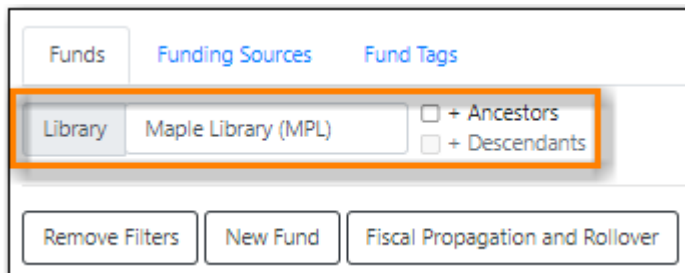 Funds Funding Sources Fund Tags
Library Maple Library (MPL) + Ancestors
+ Descendants
Remove Filters New Fund Fiscal Propagation and Rollover